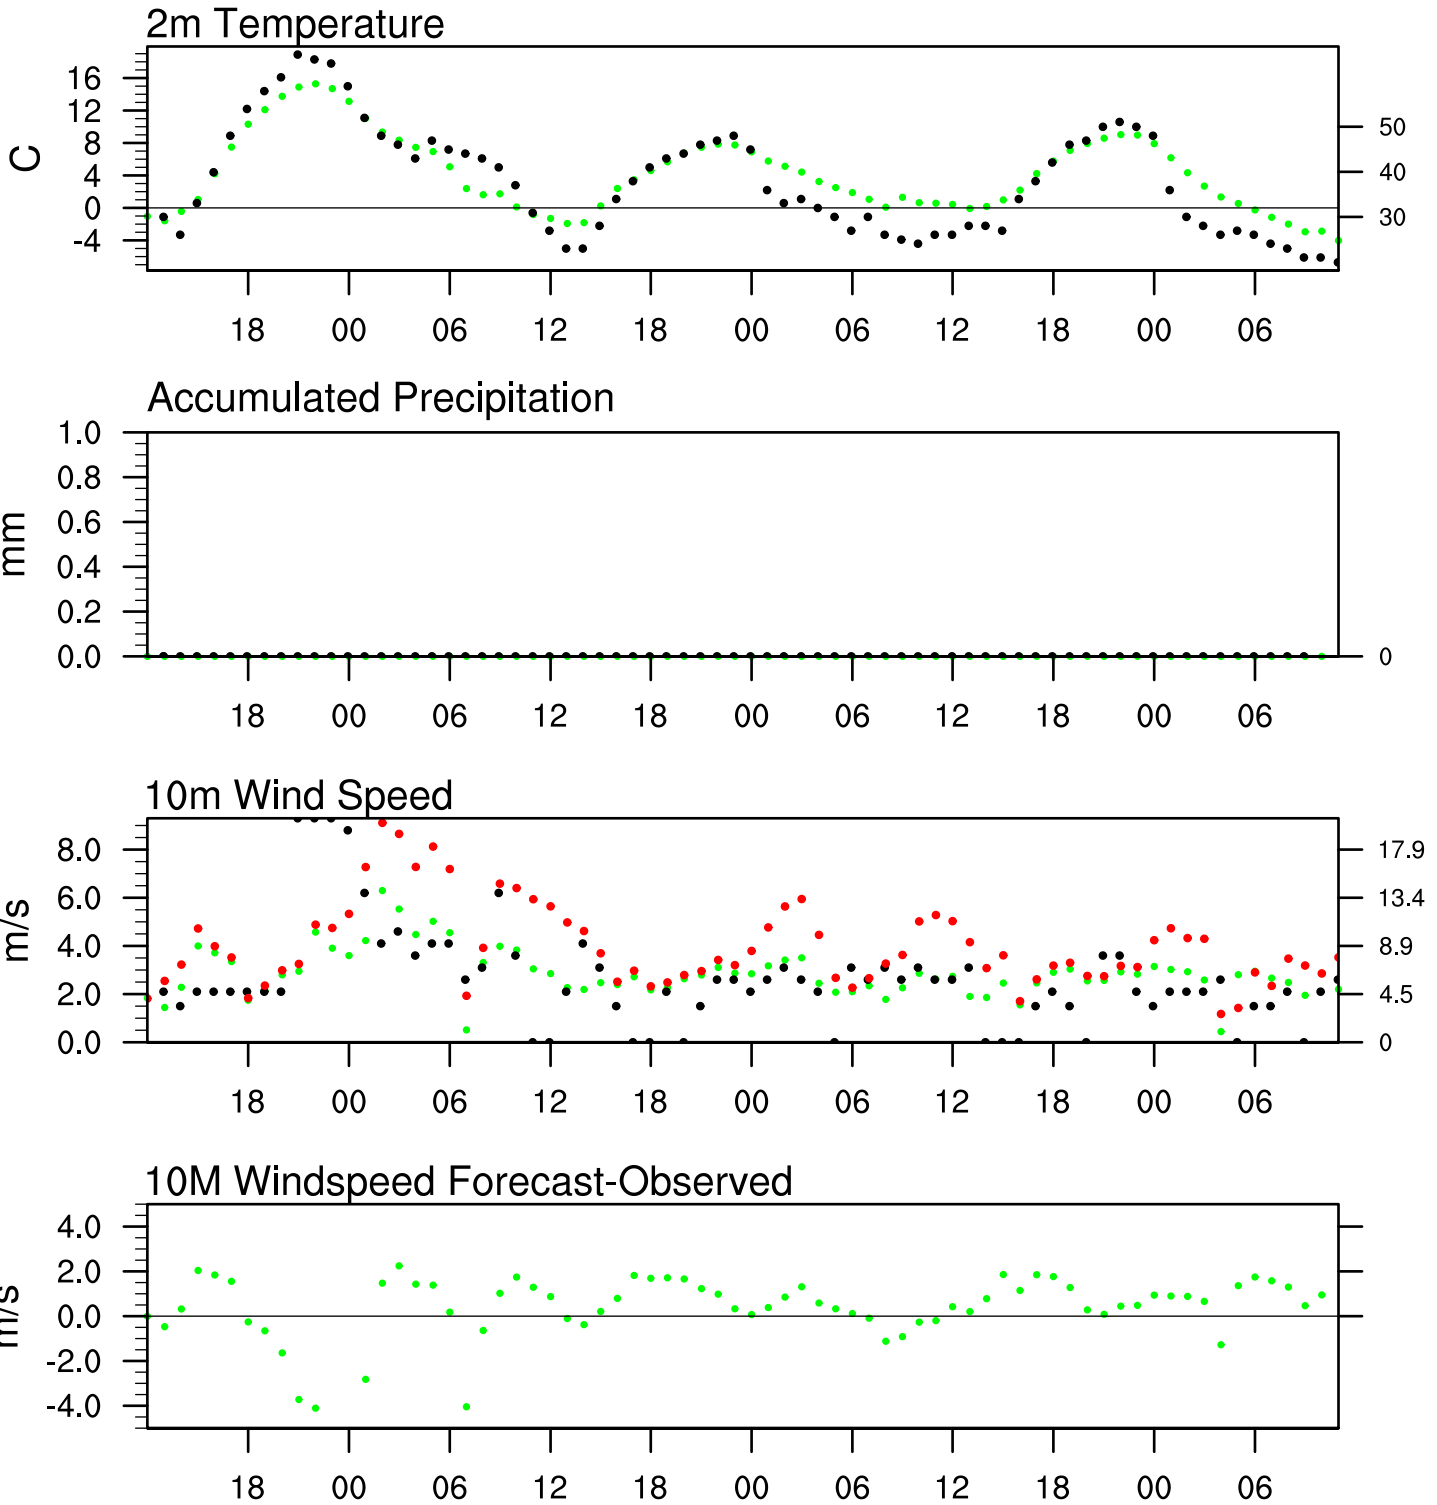 2m Temperature
C
16
12
8
4
0
-4
50
40
30
18 00 06 12 18 00 06 12 18 00 06
Accumulated Precipitation
mm
1.0
0.8
0.6
0.4
0.2
0.0
0
18 00 06 12 18 00 06 12 18 00 06
10m Wind Speed
m/s
8.0
6.0
4.0
2.0
0.0
17.9
13.4
8.9
4.5
0
18 00 06 12 18 00 06 12 18 00 06
10M Windspeed Forecast-Observed
m/s
4.0
2.0
0.0
-2.0
-4.0
18 00 06 12 18 00 06 12 18 00 06